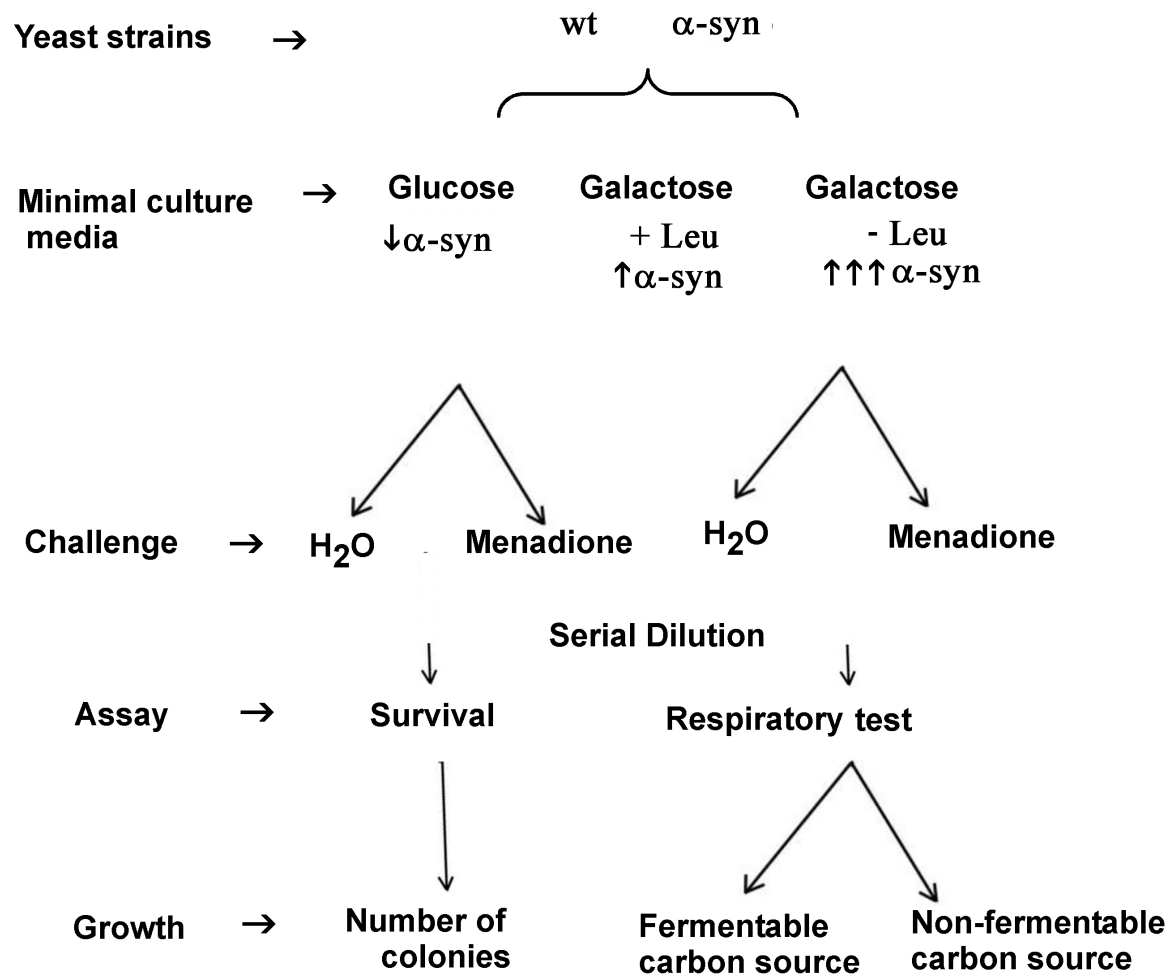 Yeast strains → wt α-syn
Minimal culture media → Glucose Galactose Galactose
↓α-syn + Leu - Leu
↑α-syn ↑↑↑α-syn
Challenge → H₂O Menadione H₂O Menadione
Serial Dilution
Assay → Survival Respiratory test
Growth → Number of colonies Fermentable carbon source Non-fermentable carbon source